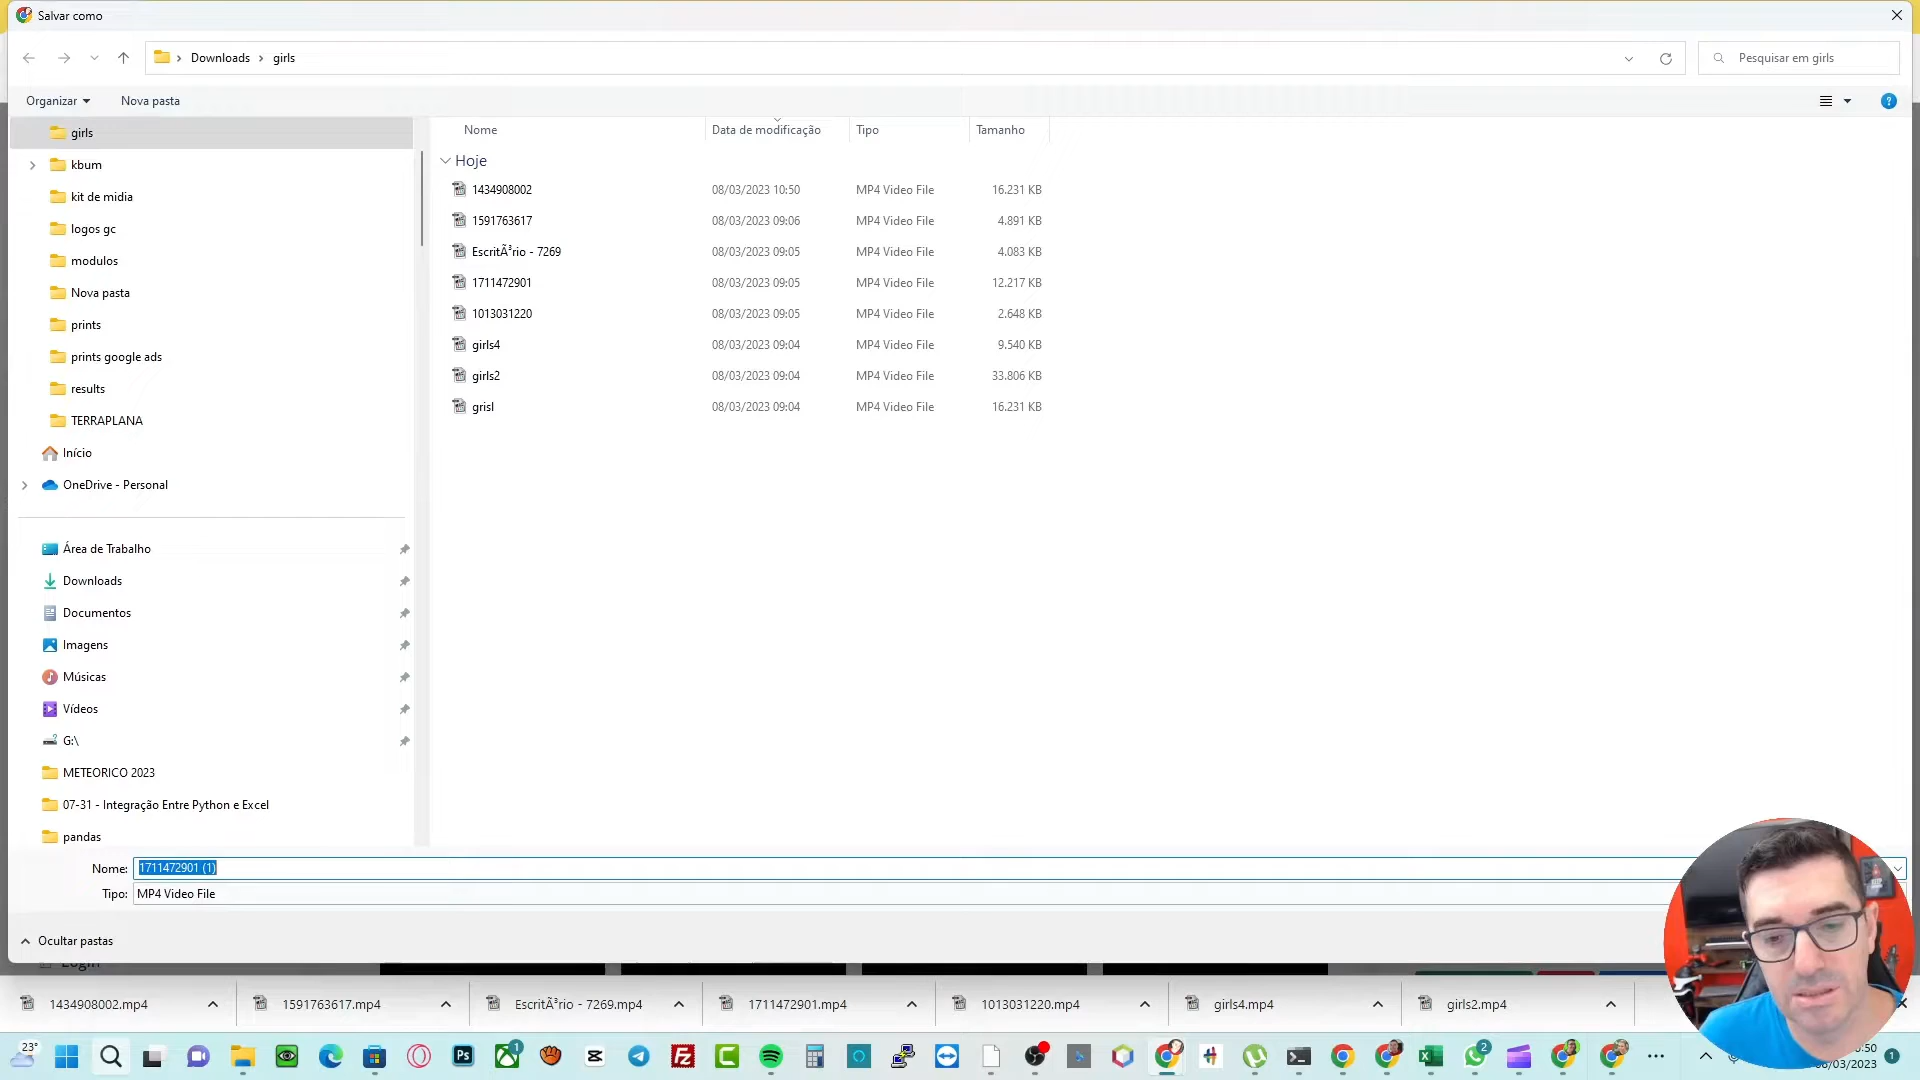 Salvar como
Downloads
girls
Pesquisar em girls
Organizar
Nova pasta
girls
kbum
kit de midia
logos gc
modulos
Nova pasta
prints
prints google ads
results
TERRAPLANA
Início
OneDrive - Personal
Área de Trabalho
Downloads
Documentos
Imagens
Músicas
Vídeos
G:\
METEORICO 2023
07-31 - Integração Entre Python e Excel
pandas
Nome Data de modificação Tipo Tamanho
Hoje
1434908002 08/03/2023 10:50 MP4 Video File 16.231 KB
1591763617 08/03/2023 09:06 MP4 Video File 4.891 KB
EscritÃ³rio - 7269 08/03/2023 09:05 MP4 Video File 4.083 KB
1711472901 08/03/2023 09:05 MP4 Video File 12.217 KB
1013031220 08/03/2023 09:05 MP4 Video File 2.648 KB
girls4 08/03/2023 09:04 MP4 Video File 9.540 KB
girls2 08/03/2023 09:04 MP4 Video File 33.806 KB
grisl 08/03/2023 09:04 MP4 Video File 16.231 KB
Nome: 1711472901 (1)
Tipo: MP4 Video File
Ocultar pastas
Login
1434908002.mp4
1591763617.mp4
EscritÃ³rio - 7269.mp4
1711472901.mp4
1013031220.mp4
girls4.mp4
girls2.mp4
23°
Ps
1
Fz
2
:50
/03/2023
1